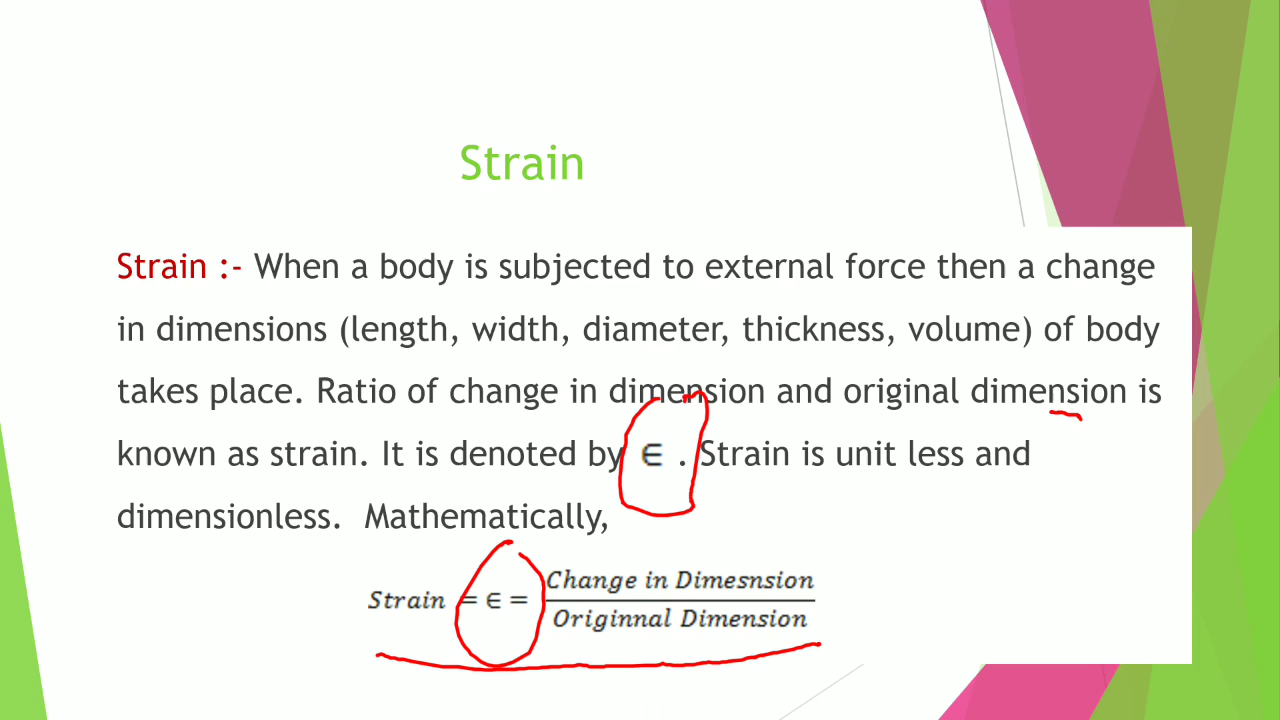 Strain
Strain :- When a body is subjected to external force then a change
in dimensions (length, width, diameter, thickness, volume) of body
takes place. Ratio of change in dimension and original dimension is
known as strain. It is denoted by ∈ . Strain is unit less and
dimensionless. Mathematically,
Strain = ∈ = Change in Dimesnsion
Originnal Dimension